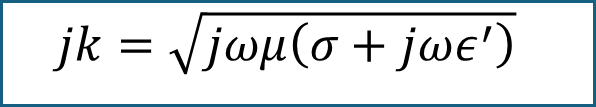 jk = √(jωμ(σ + jωϵ′))